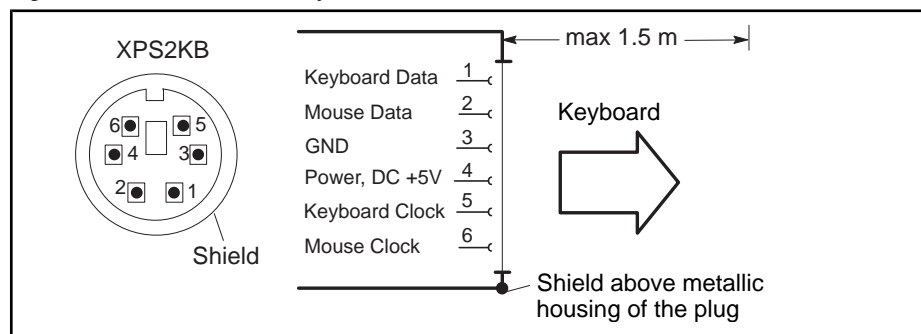 XPS2KB
6
5
4
3
2
1
Shield
Keyboard Data 1
Mouse Data 2
GND 3
Power, DC +5V 4
Keyboard Clock 5
Mouse Clock 6
max 1.5 m
Keyboard
Shield above metallic
housing of the plug